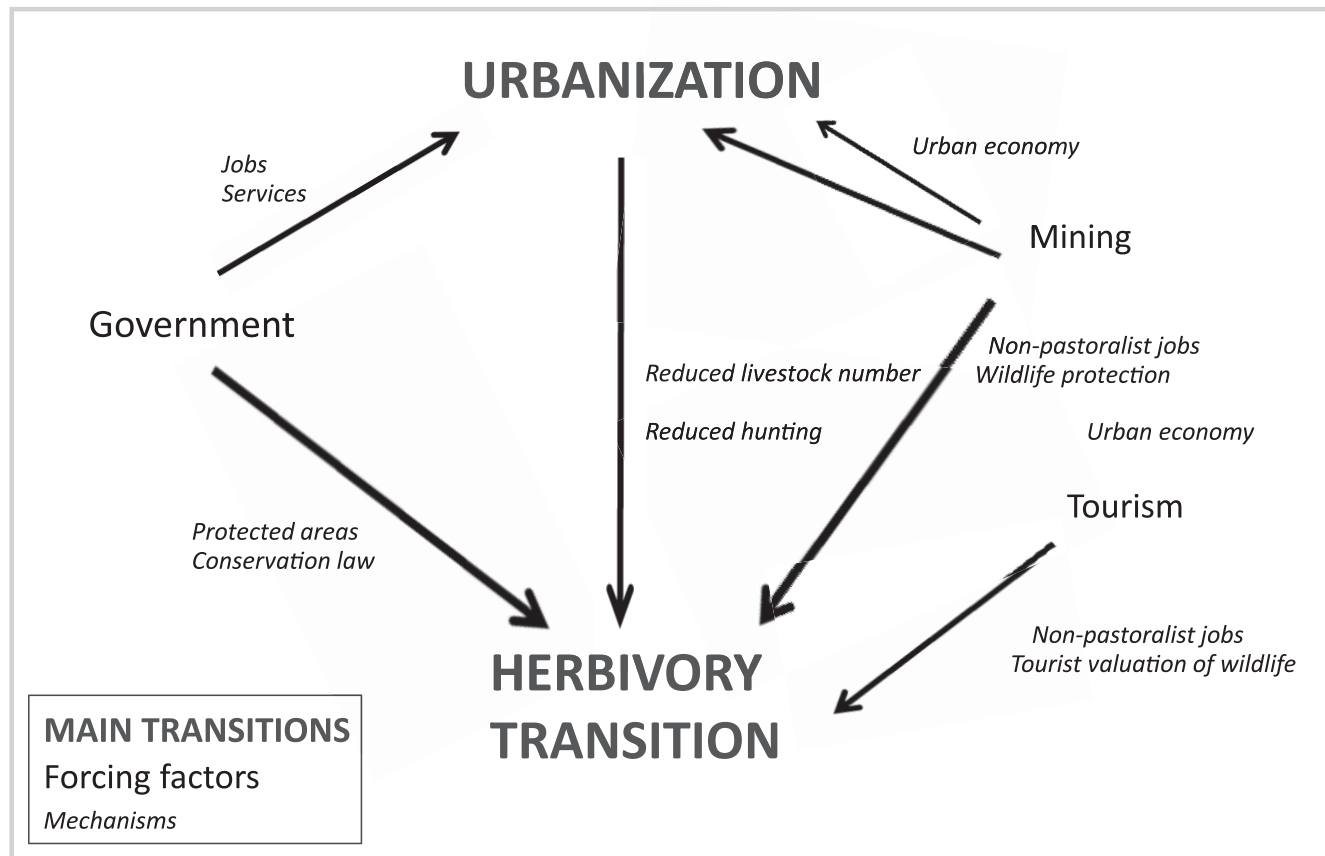 URBANIZATION
Urban economy
Jobs
Services
Mining
Government
Non-pastoralist jobs
Wildlife protection
Reduced livestock number
Reduced hunting
Urban economy
Tourism
Protected areas
Conservation law
Non-pastoralist jobs
Tourist valuation of wildlife
HERBIVORY
TRANSITION
MAIN TRANSITIONS
Forcing factors
Mechanisms